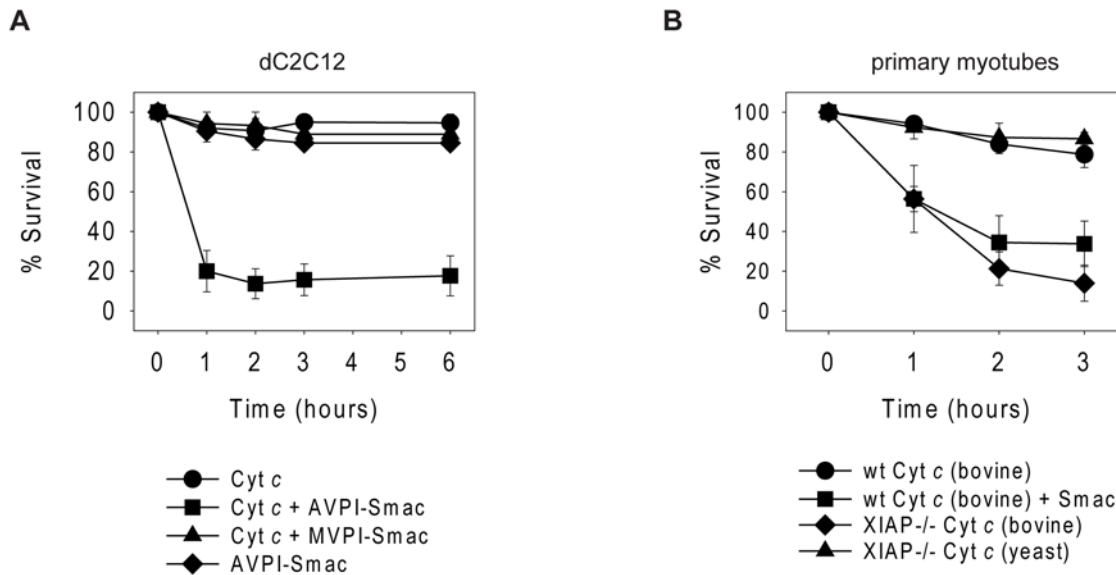 A
dC2C12
% Survival
100
80
60
40
20
0
0 1 2 3 4 5 6
Time (hours)
Cyt c
Cyt c + AVPI-Smac
Cyt c + MVPI-Smac
AVPI-Smac
B
primary myotubes
% Survival
100
80
60
40
20
0
0 1 2 3
Time (hours)
wt Cyt c (bovine)
wt Cyt c (bovine) + Smac
XIAP-/- Cyt c (bovine)
XIAP-/- Cyt c (yeast)